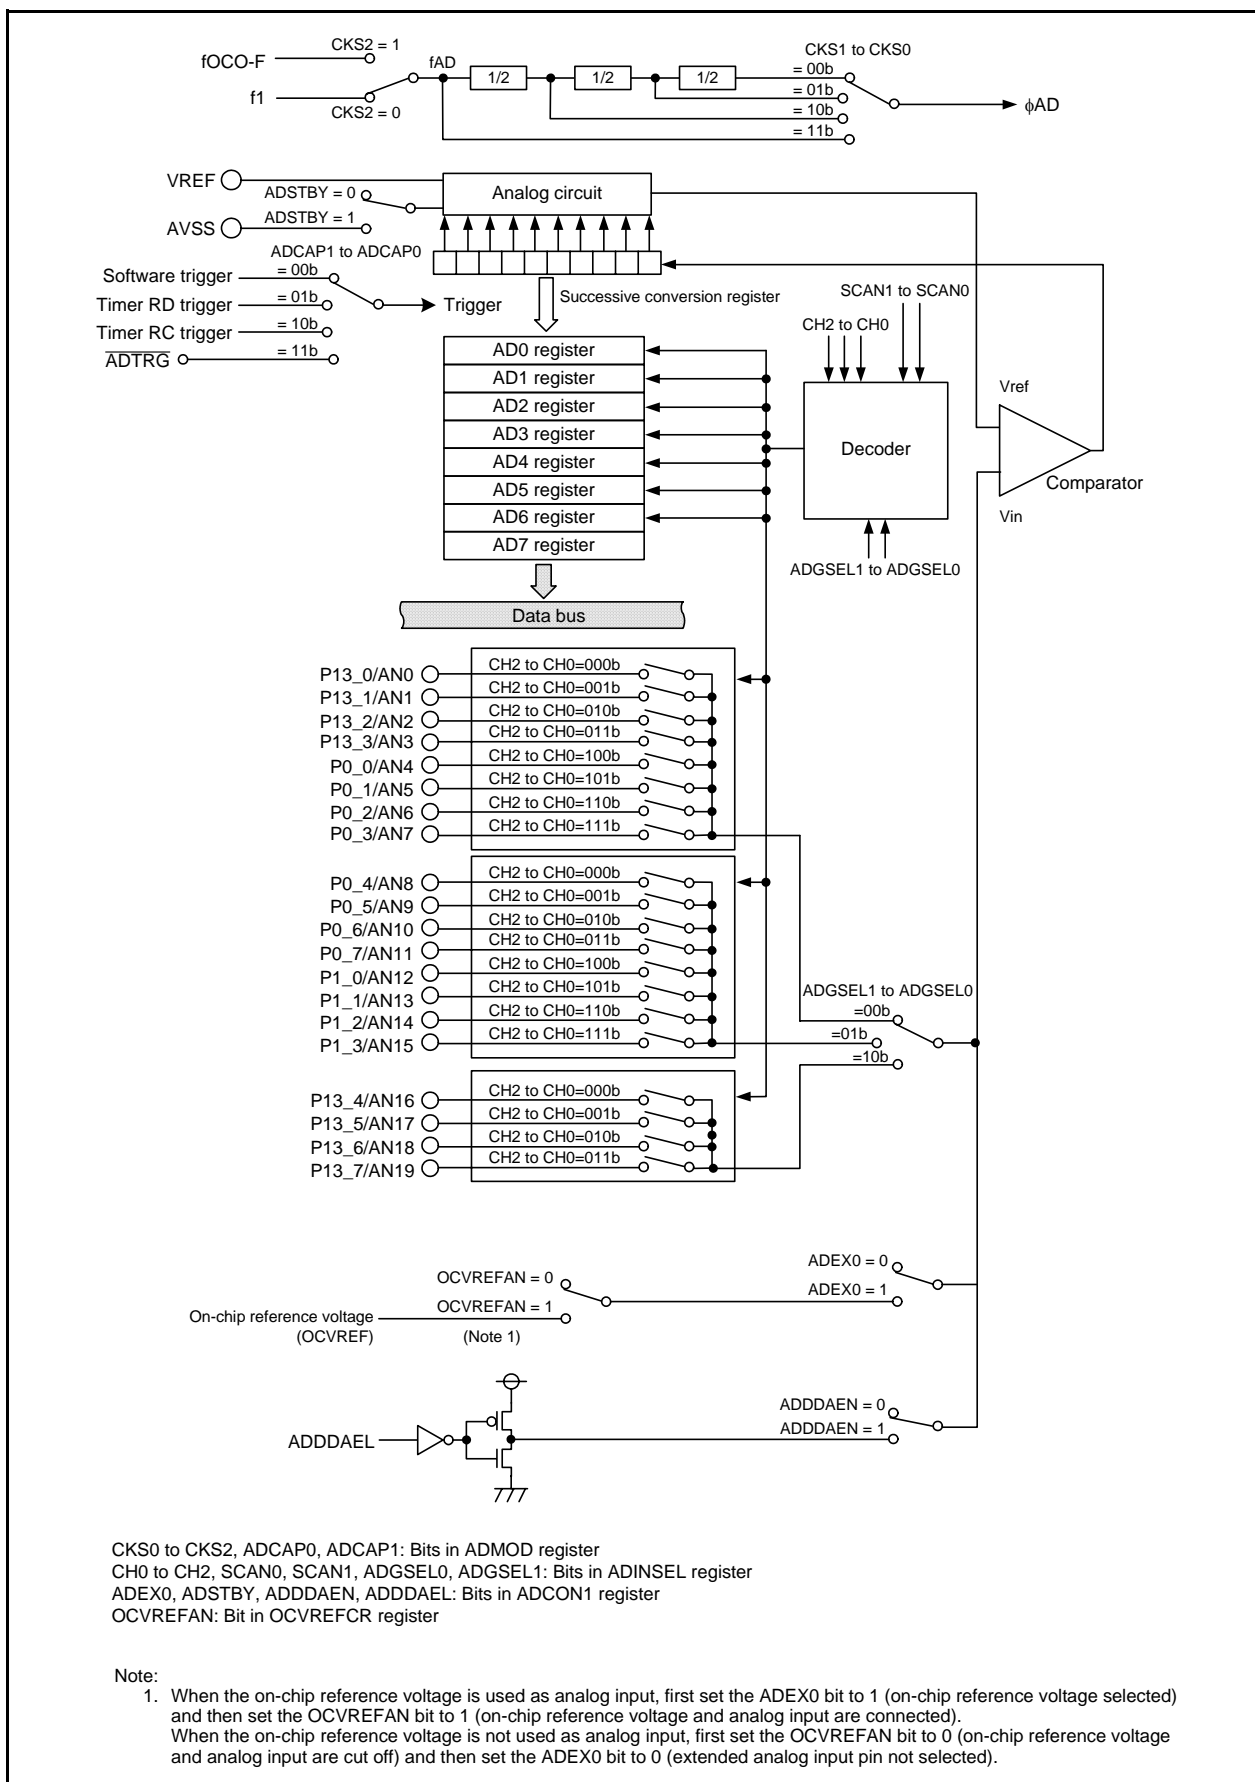 CKS2 = 1
fOCO-F
f1
CKS2 = 0
fAD
1/2
1/2
1/2
CKS1 to CKS0
= 00b
= 01b
= 10b
= 11b
ϕAD
VREF
AVSS
ADSTBY = 0
ADSTBY = 1
Analog circuit
ADCAP1 to ADCAP0
Software trigger
= 00b
Timer RD trigger
= 01b
Timer RC trigger
= 10b
ADTRG
= 11b
Trigger
Successive conversion register
SCAN1 to SCAN0
CH2 to CH0
AD0 register
AD1 register
AD2 register
AD3 register
AD4 register
AD5 register
AD6 register
AD7 register
Decoder
Vref
Comparator
Vin
ADGSEL1 to ADGSEL0
Data bus
P13_0/AN0 CH2 to CH0=000b
P13_1/AN1 CH2 to CH0=001b
P13_2/AN2 CH2 to CH0=010b
P13_3/AN3 CH2 to CH0=011b
P0_0/AN4 CH2 to CH0=100b
P0_1/AN5 CH2 to CH0=101b
P0_2/AN6 CH2 to CH0=110b
P0_3/AN7 CH2 to CH0=111b
P0_4/AN8 CH2 to CH0=000b
P0_5/AN9 CH2 to CH0=001b
P0_6/AN10 CH2 to CH0=010b
P0_7/AN11 CH2 to CH0=011b
P1_0/AN12 CH2 to CH0=100b
P1_1/AN13 CH2 to CH0=101b
P1_2/AN14 CH2 to CH0=110b
P1_3/AN15 CH2 to CH0=111b
ADGSEL1 to ADGSEL0
=00b
=01b
=10b
P13_4/AN16 CH2 to CH0=000b
P13_5/AN17 CH2 to CH0=001b
P13_6/AN18 CH2 to CH0=010b
P13_7/AN19 CH2 to CH0=011b
OCVREFAN = 0
OCVREFAN = 1
On-chip reference voltage
(OCVREF)
(Note 1)
ADEX0 = 0
ADEX0 = 1
ADDDAEL
ADDDAEN = 0
ADDDAEN = 1
CKS0 to CKS2, ADCAP0, ADCAP1: Bits in ADMOD register
CH0 to CH2, SCAN0, SCAN1, ADGSEL0, ADGSEL1: Bits in ADINSEL register
ADEX0, ADSTBY, ADDDAEN, ADDDAEL: Bits in ADCON1 register
OCVREFAN: Bit in OCVREFCR register
Note:
1. When the on-chip reference voltage is used as analog input, first set the ADEX0 bit to 1 (on-chip reference voltage selected)
and then set the OCVREFAN bit to 1 (on-chip reference voltage and analog input are connected).
When the on-chip reference voltage is not used as analog input, first set the OCVREFAN bit to 0 (on-chip reference voltage
and analog input are cut off) and then set the ADEX0 bit to 0 (extended analog input pin not selected).